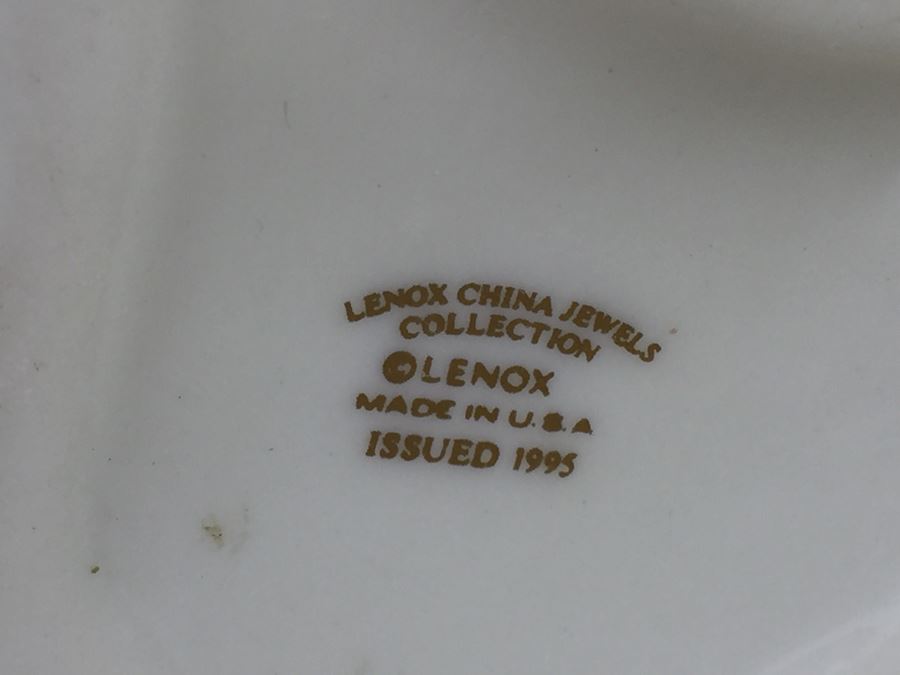 LENOX CHINA JEWELS
COLLECTION
©LENOX
MADE IN U.S.A
ISSUED 1995